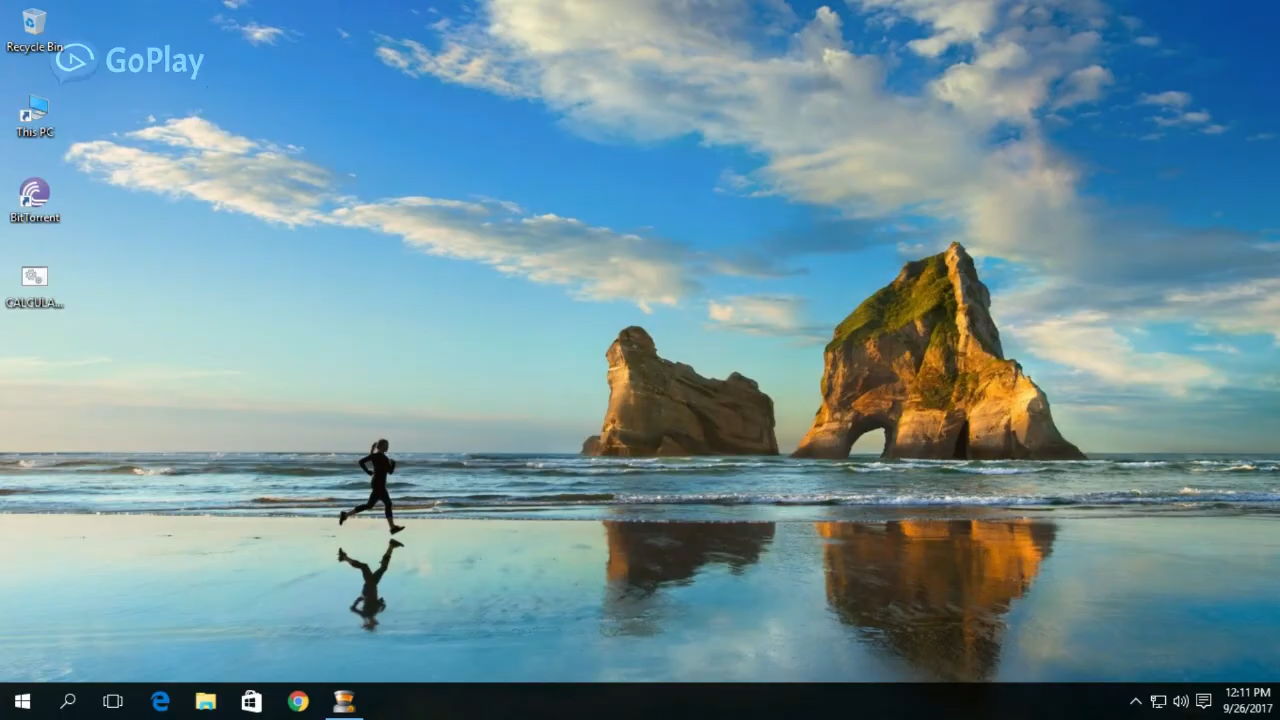 Recycle Bin
GoPlay
This PC
BitTorrent
CALCULA...
12:11 PM
9/26/2017